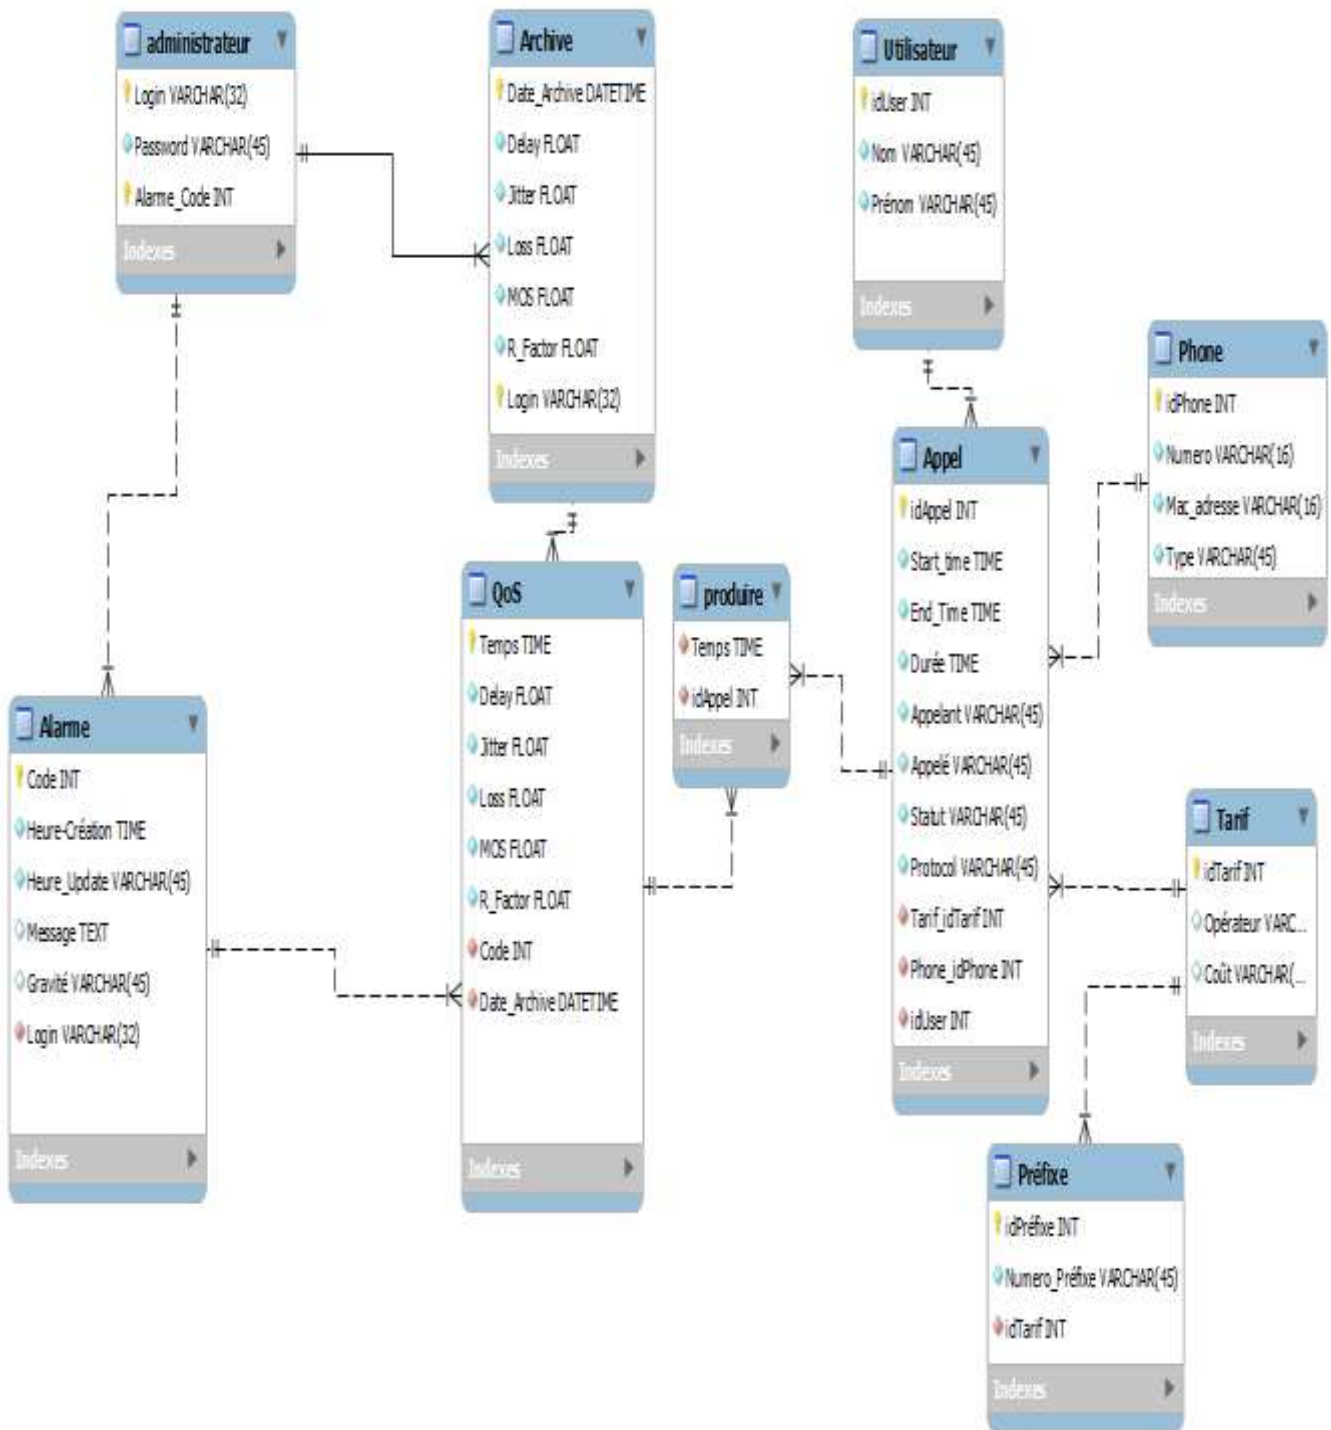 administrateur
Login VARCHAR(32)
Password VARCHAR(45)
Alarme_Code INT
Indexes
Archive
Date_Archive DATETIME
Delay FLOAT
Jitter FLOAT
Loss FLOAT
MOS FLOAT
R_Factor FLOAT
Login VARCHAR(32)
Indexes
Utilisateur
idUser INT
Nom VARCHAR(45)
Prénom VARCHAR(45)
Indexes
Phone
idPhone INT
Numero VARCHAR(16)
Mac_adresse VARCHAR(16)
Type VARCHAR(45)
Indexes
Appel
idAppel INT
Start_time TIME
End_Time TIME
Durée TIME
Appelant VARCHAR(45)
Appelé VARCHAR(45)
Statut VARCHAR(45)
Protocol VARCHAR(45)
Tarif_idTarif INT
Phone_idPhone INT
idUser INT
Indexes
QoS
Temps TIME
Delay FLOAT
Jitter FLOAT
Loss FLOAT
MOS FLOAT
R_Factor FLOAT
Code INT
Date_Archive DATETIME
Indexes
produire
Temps TIME
idAppel INT
Indexes
Alarme
Code INT
Heure-Création TIME
Heure_Update VARCHAR(45)
Message TEXT
Gravité VARCHAR(45)
Login VARCHAR(32)
Indexes
Tarif
idTarif INT
Opérateur VARC...
Coût VARCHAR(...
Indexes
Préfixe
idPréfixe INT
Numero_Préfixe VARCHAR(45)
idTarif INT
Indexes